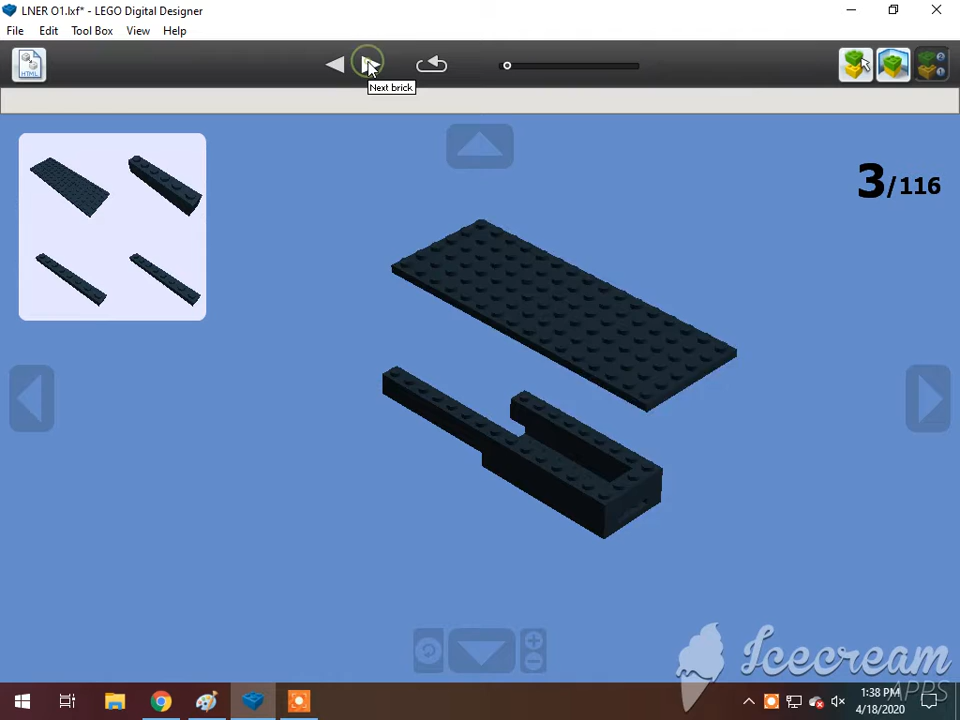 LNER O1.lxf* - LEGO Digital Designer
File Edit Tool Box View Help
HTML
Next brick
3/116
Icecream
APPS
1:38 PM
4/18/2020